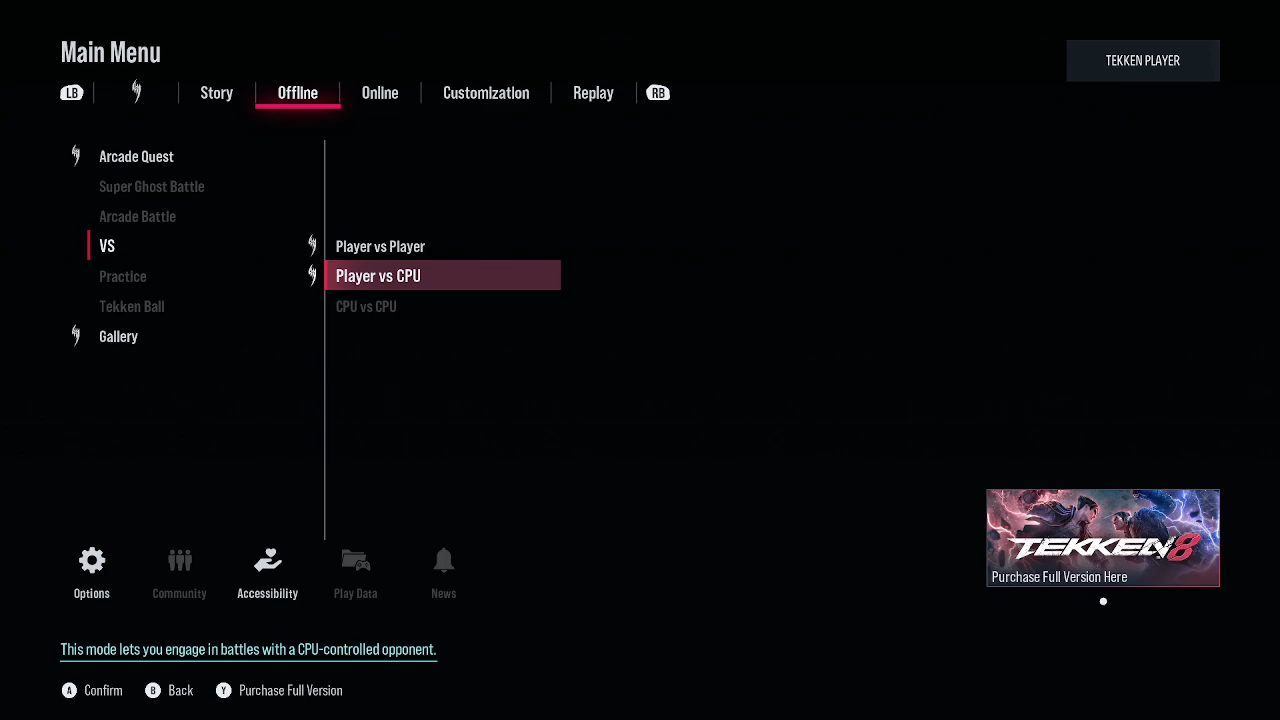 Main Menu
TEKKEN PLAYER
LB
Story
Offline
Online
Customization
Replay
RB
Arcade Quest
Super Ghost Battle
Arcade Battle
VS
Practice
Tekken Ball
Gallery
Player vs Player
Player vs CPU
CPU vs CPU
TEKKEN 8
Purchase Full Version Here
Options
Community
Accessibility
Play Data
News
This mode lets you engage in battles with a CPU-controlled opponent.
A Confirm
B Back
Y Purchase Full Version